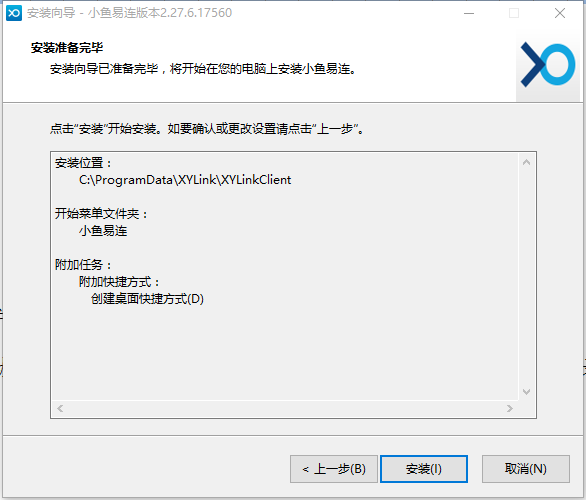 安装向导 - 小鱼易连版本2.27.6.17560
安装准备完毕
安装向导已准备完毕，将开始在您的电脑上安装小鱼易连。
点击“安装”开始安装。如要确认或更改设置请点击“上一步”。
安装位置：
C:\ProgramData\XYLink\XYLinkClient
开始菜单文件夹：
小鱼易连
附加任务：
附加快捷方式：
创建桌面快捷方式(D)
< 上一步(B)
安装(I)
取消(N)